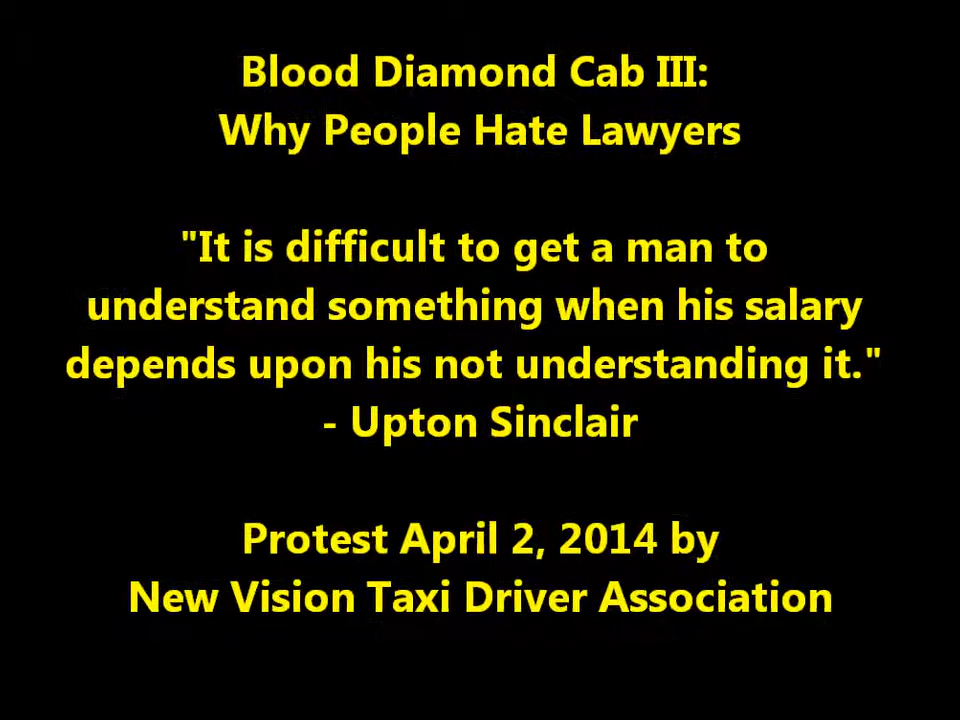 Blood Diamond Cab III:
Why People Hate Lawyers
"It is difficult to get a man to
understand something when his salary
depends upon his not understanding it."
- Upton Sinclair
Protest April 2, 2014 by
New Vision Taxi Driver Association